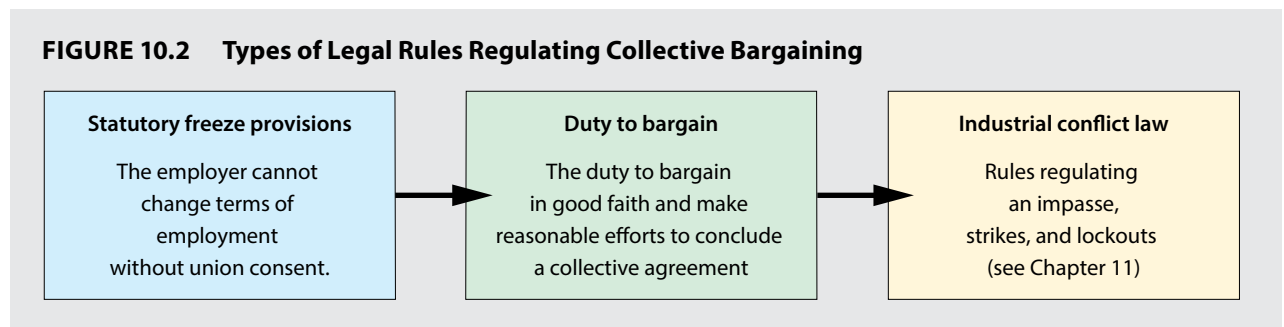 FIGURE 10.2 Types of Legal Rules Regulating Collective Bargaining
Statutory freeze provisions
The employer cannot
change terms of
employment
without union consent.
Duty to bargain
The duty to bargain
in good faith and make
reasonable efforts to conclude
a collective agreement
Industrial conflict law
Rules regulating
an impasse,
strikes, and lockouts
(see Chapter 11)